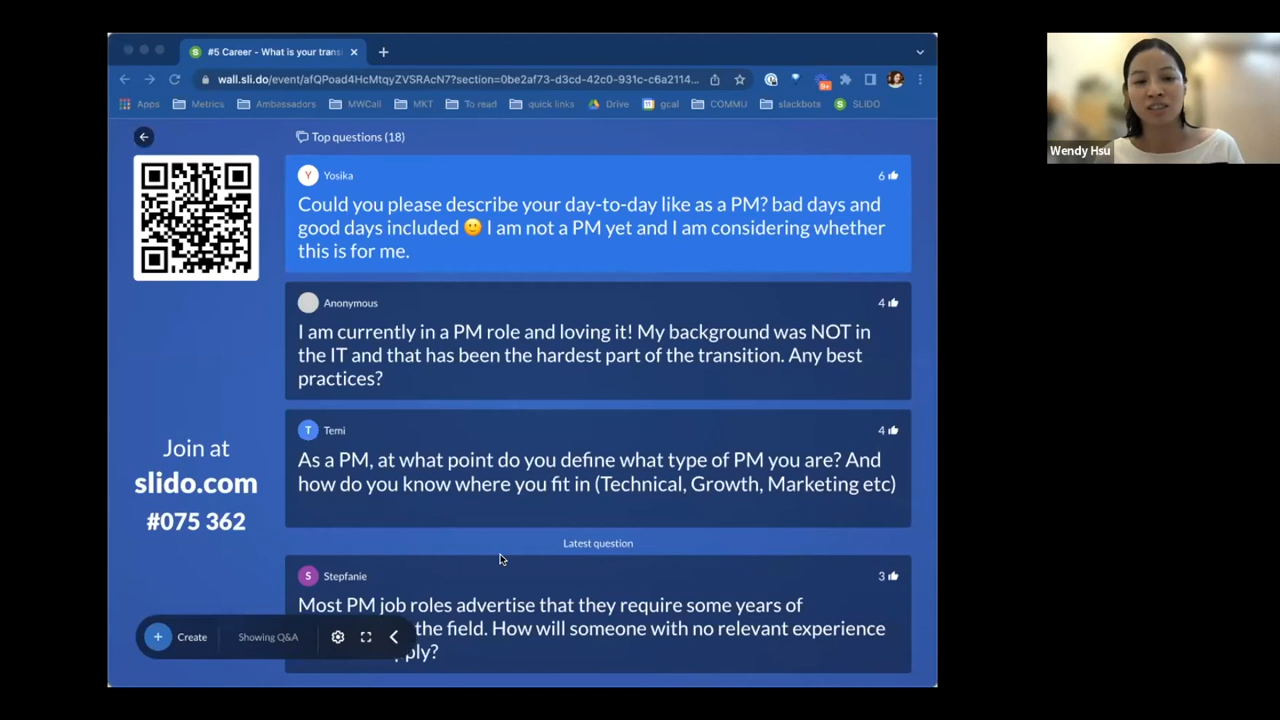 #5 Career - What is your transi
wall.sli.do/event/afQPoad4HcMtqyZVSRAcN7?section=0be2af73-d3cd-42c0-931c-c6a2114...
9+
Apps
Metrics
Ambassadors
MWCall
MKT
To read
quick links
Drive
gcal
COMMU
slackbots
SLIDO
Wendy Hsu
Top questions (18)
Y
Yosika
6
Could you please describe your day-to-day like as a PM? bad days and
good days included 🙂 I am not a PM yet and I am considering whether
this is for me.
Anonymous
4
I am currently in a PM role and loving it! My background was NOT in
the IT and that has been the hardest part of the transition. Any best
practices?
T
Temi
4
As a PM, at what point do you define what type of PM you are? And
how do you know where you fit in (Technical, Growth, Marketing etc)
Join at
slido.com
#075 362
Latest question
S
Stepfanie
3
Most PM job roles advertise that they require some years of
the field. How will someone with no relevant experience
ply?
Create
Showing Q&A